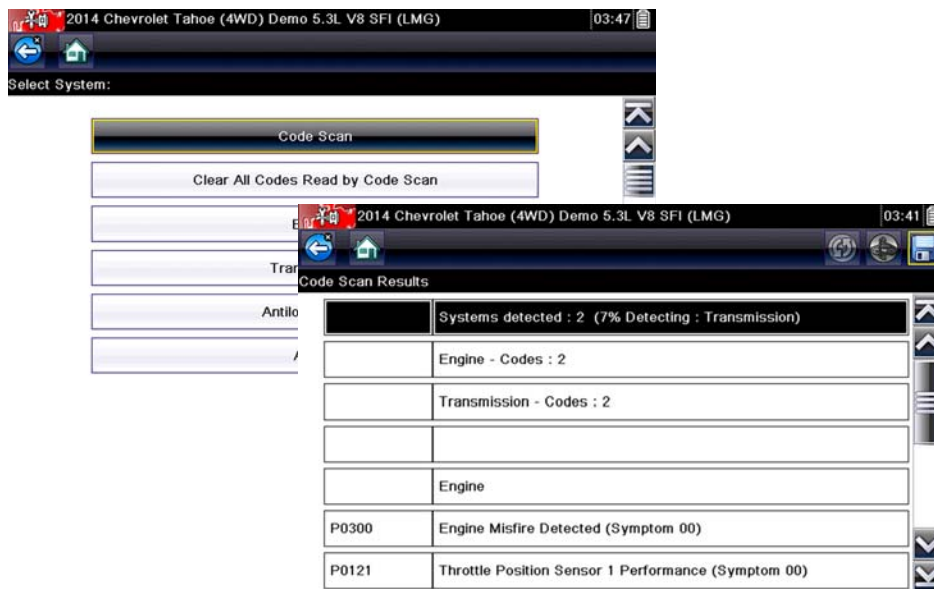 2014 Chevrolet Tahoe (4WD) Demo 5.3L V8 SFI (LMG) 03:47
Select System:
Code Scan
Clear All Codes Read by Code Scan
2014 Chevrolet Tahoe (4WD) Demo 5.3L V8 SFI (LMG) 03:41
Code Scan Results
Systems detected : 2 (7% Detecting : Transmission)
Engine - Codes : 2
Transmission - Codes : 2
Engine
P0300 Engine Misfire Detected (Symptom 00)
P0121 Throttle Position Sensor 1 Performance (Symptom 00)